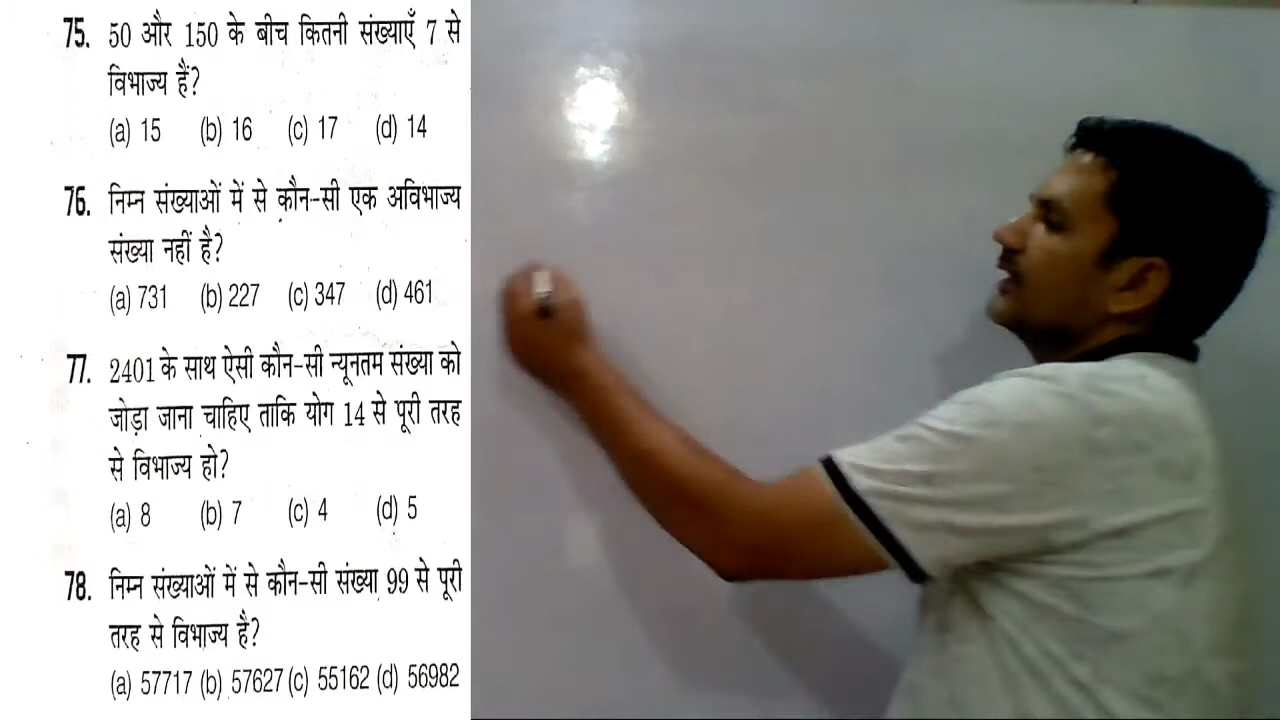 75. 50 और 150 के बीच कितनी संख्याएँ 7 से
विभाज्य हैं?
(a) 15 (b) 16 (c) 17 (d) 14
76. निम्न संख्याओं में से कौन-सी एक अविभाज्य
संख्या नहीं है?
(a) 731 (b) 227 (c) 347 (d) 461
77. 2401 के साथ ऐसी कौन-सी न्यूनतम संख्या को
जोड़ा जाना चाहिए ताकि योग 14 से पूरी तरह
से विभाज्य हो?
(a) 8 (b) 7 (c) 4 (d) 5
78. निम्न संख्याओं में से कौन-सी संख्या 99 से पूरी
तरह से विभाज्य है?
(a) 57717 (b) 57627 (c) 55162 (d) 56982